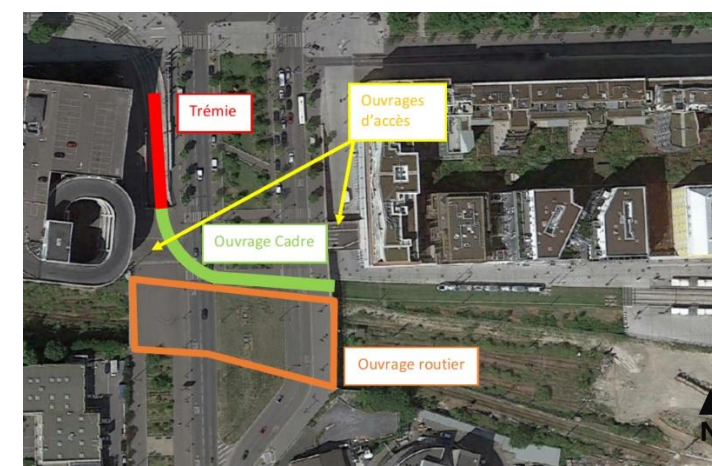 Trémie
Ouvrages
d'accès
Ouvrage Cadre
Ouvrage routier
N